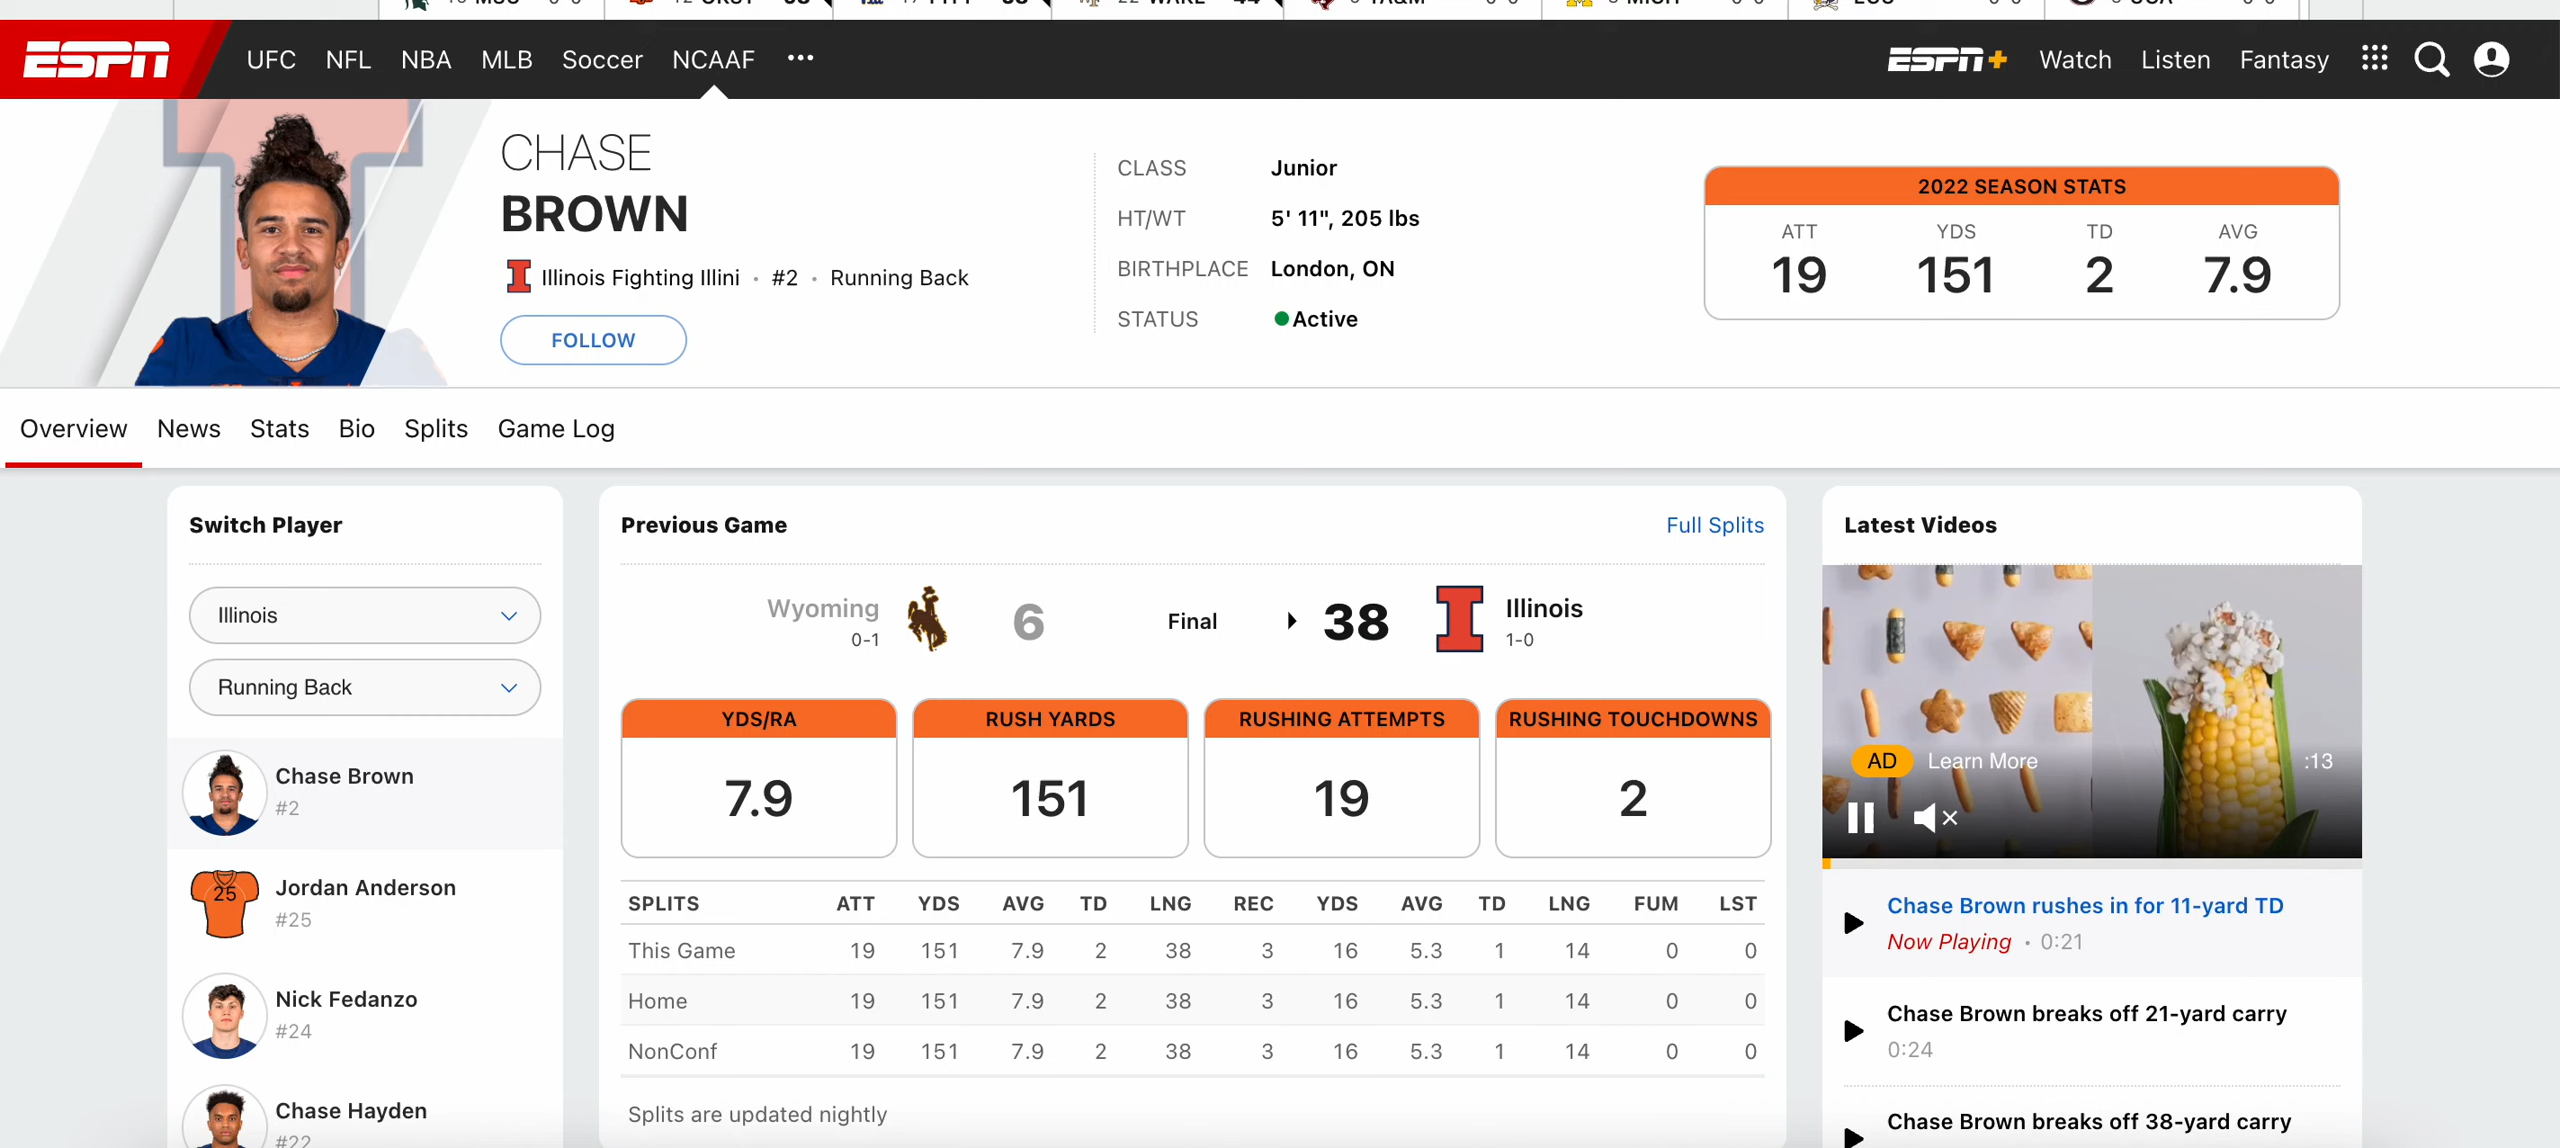 ESPN
UFC NFL NBA MLB Soccer NCAAF •••
ESPN+ Watch Listen Fantasy
CHASE
BROWN
Illinois Fighting Illini · #2 · Running Back
FOLLOW
CLASS Junior
HT/WT 5' 11", 205 lbs
BIRTHPLACE London, ON
STATUS Active
2022 SEASON STATS
ATT YDS TD AVG
19 151 2 7.9
Overview News Stats Bio Splits Game Log
Switch Player
Illinois
Running Back
Chase Brown
#2
25
Jordan Anderson
#25
Nick Fedanzo
#24
Chase Hayden
#22
Previous Game Full Splits
Wyoming 6 Final 38 Illinois
0-1 1-0
YDS/RA RUSH YARDS RUSHING ATTEMPTS RUSHING TOUCHDOWNS
7.9 151 19 2
SPLITS ATT YDS AVG TD LNG REC YDS AVG TD LNG FUM LST
This Game 19 151 7.9 2 38 3 16 5.3 1 14 0 0
Home 19 151 7.9 2 38 3 16 5.3 1 14 0 0
NonConf 19 151 7.9 2 38 3 16 5.3 1 14 0 0
Splits are updated nightly
Latest Videos
AD Learn More :13
Chase Brown rushes in for 11-yard TD
Now Playing · 0:21
Chase Brown breaks off 21-yard carry
0:24
Chase Brown breaks off 38-yard carry